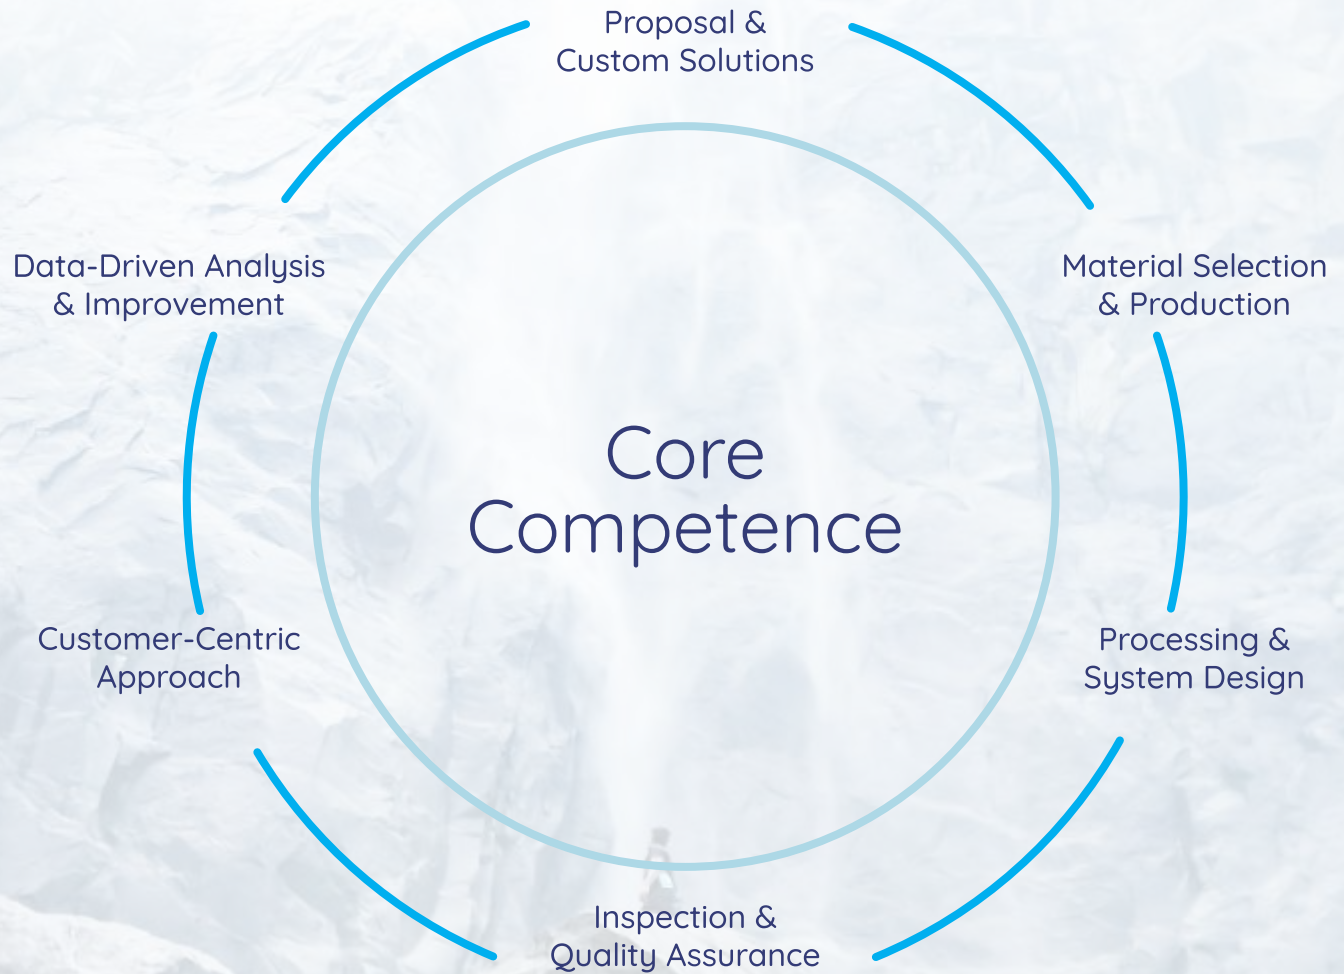 Proposal &
Custom Solutions
Data-Driven Analysis
& Improvement
Material Selection
& Production
Core
Competence
Customer-Centric
Approach
Processing &
System Design
Inspection &
Quality Assurance